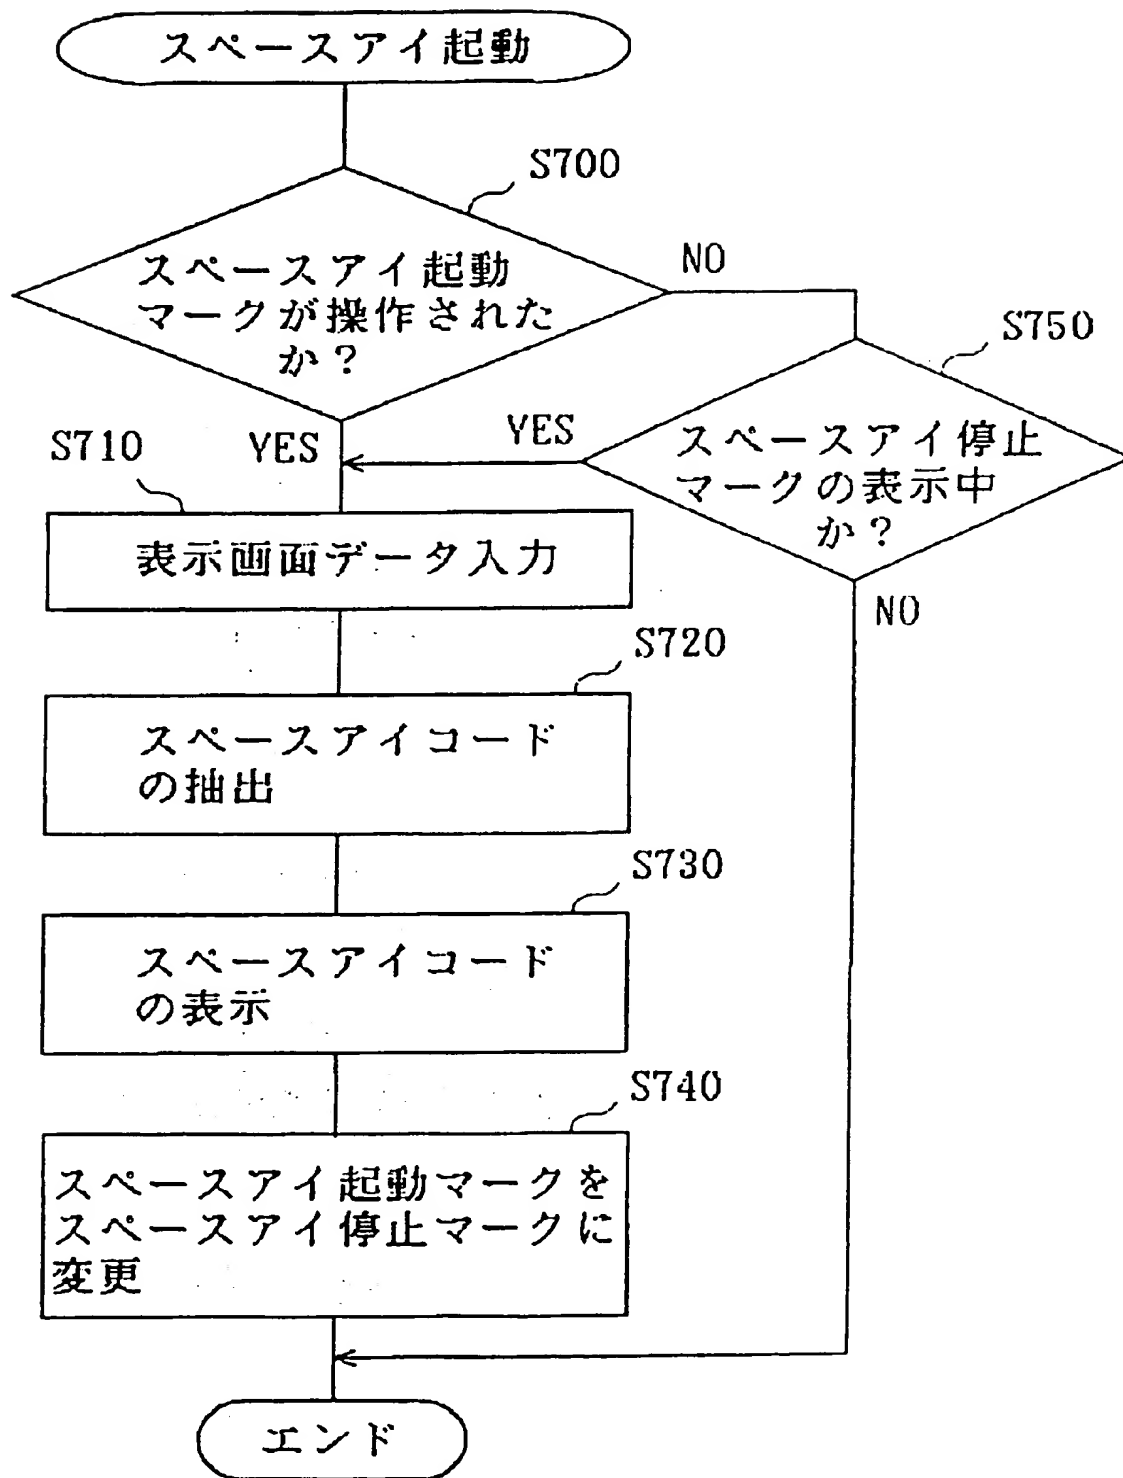 スペースアイ起動
S700
スペースアイ起動
マークが操作された
か?
NO
S750
スペースアイ停止
マークの表示中
か?
YES
YES
S710
NO
表示画面データ入力
S720
スペースアイコード
の抽出
S730
スペースアイコード
の表示
S740
スペースアイ起動マークを
スペースアイ停止マークに
変更
エンド